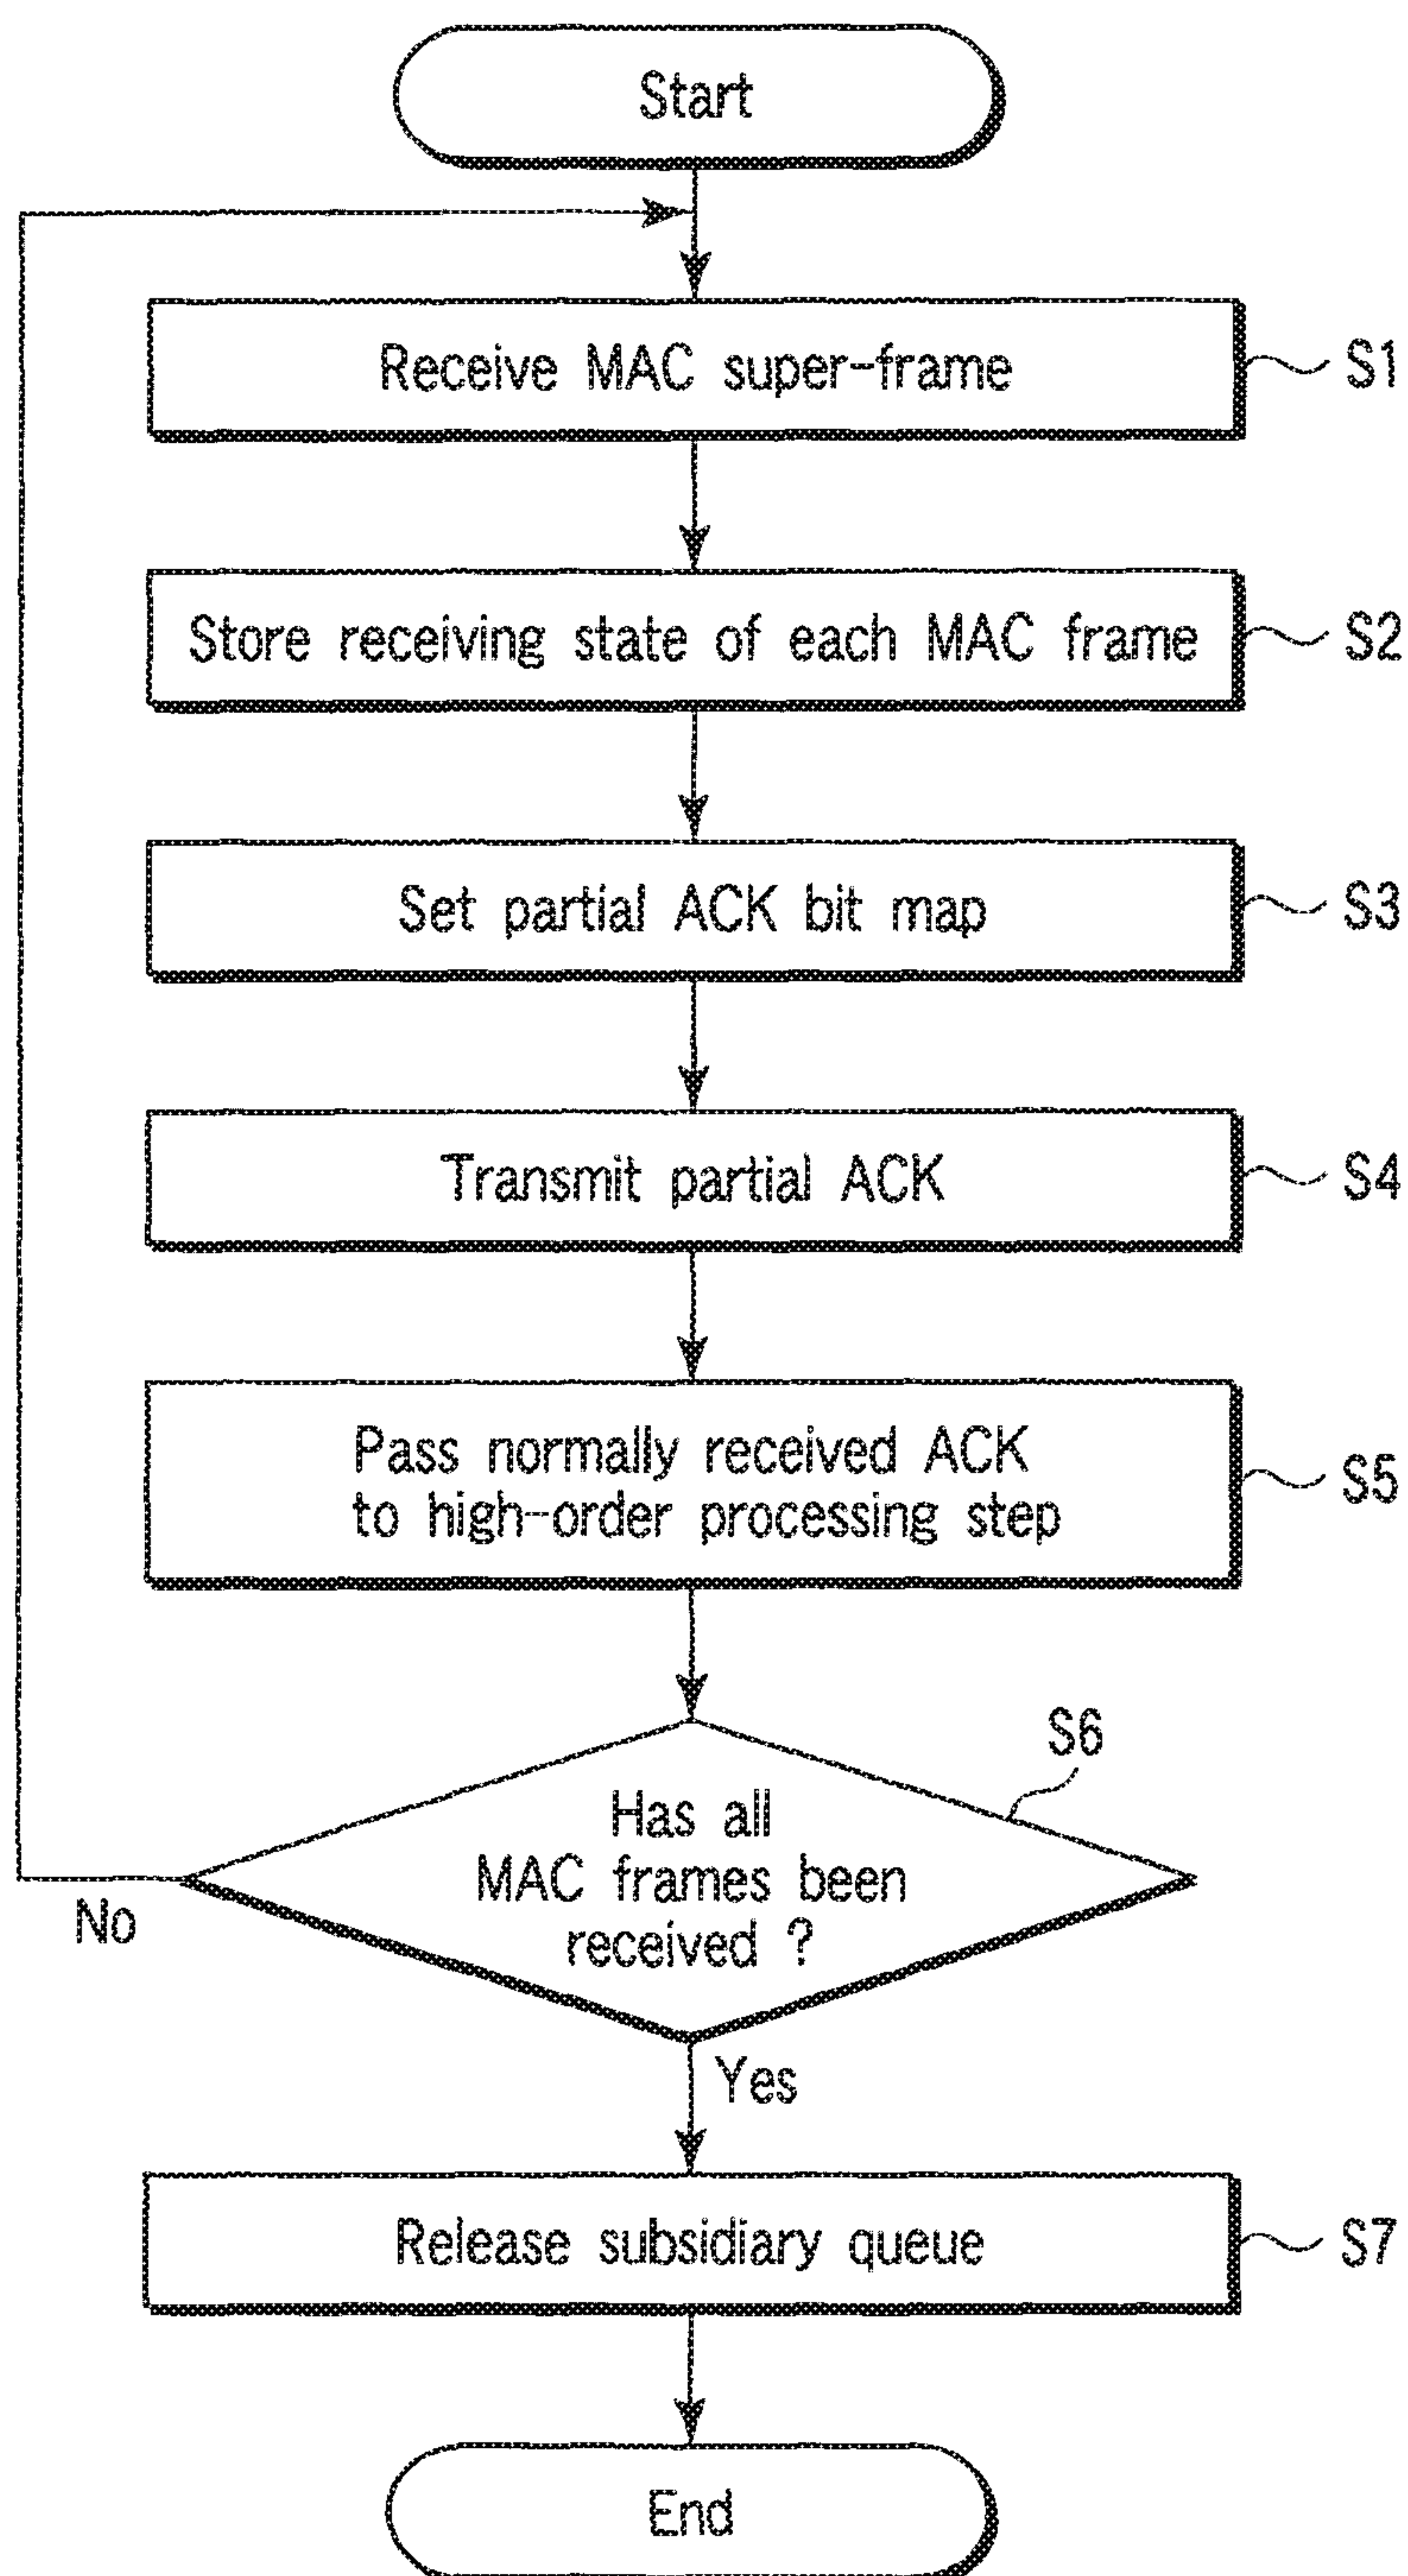 Start
Receive MAC super-frame
S1
Store receiving state of each MAC frame
S2
Set partial ACK bit map
S3
Transmit partial ACK
S4
Pass normally received ACK
to high-order processing step
S5
S6
Has all
MAC frames been
received ?
No
Yes
Release subsidiary queue
S7
End